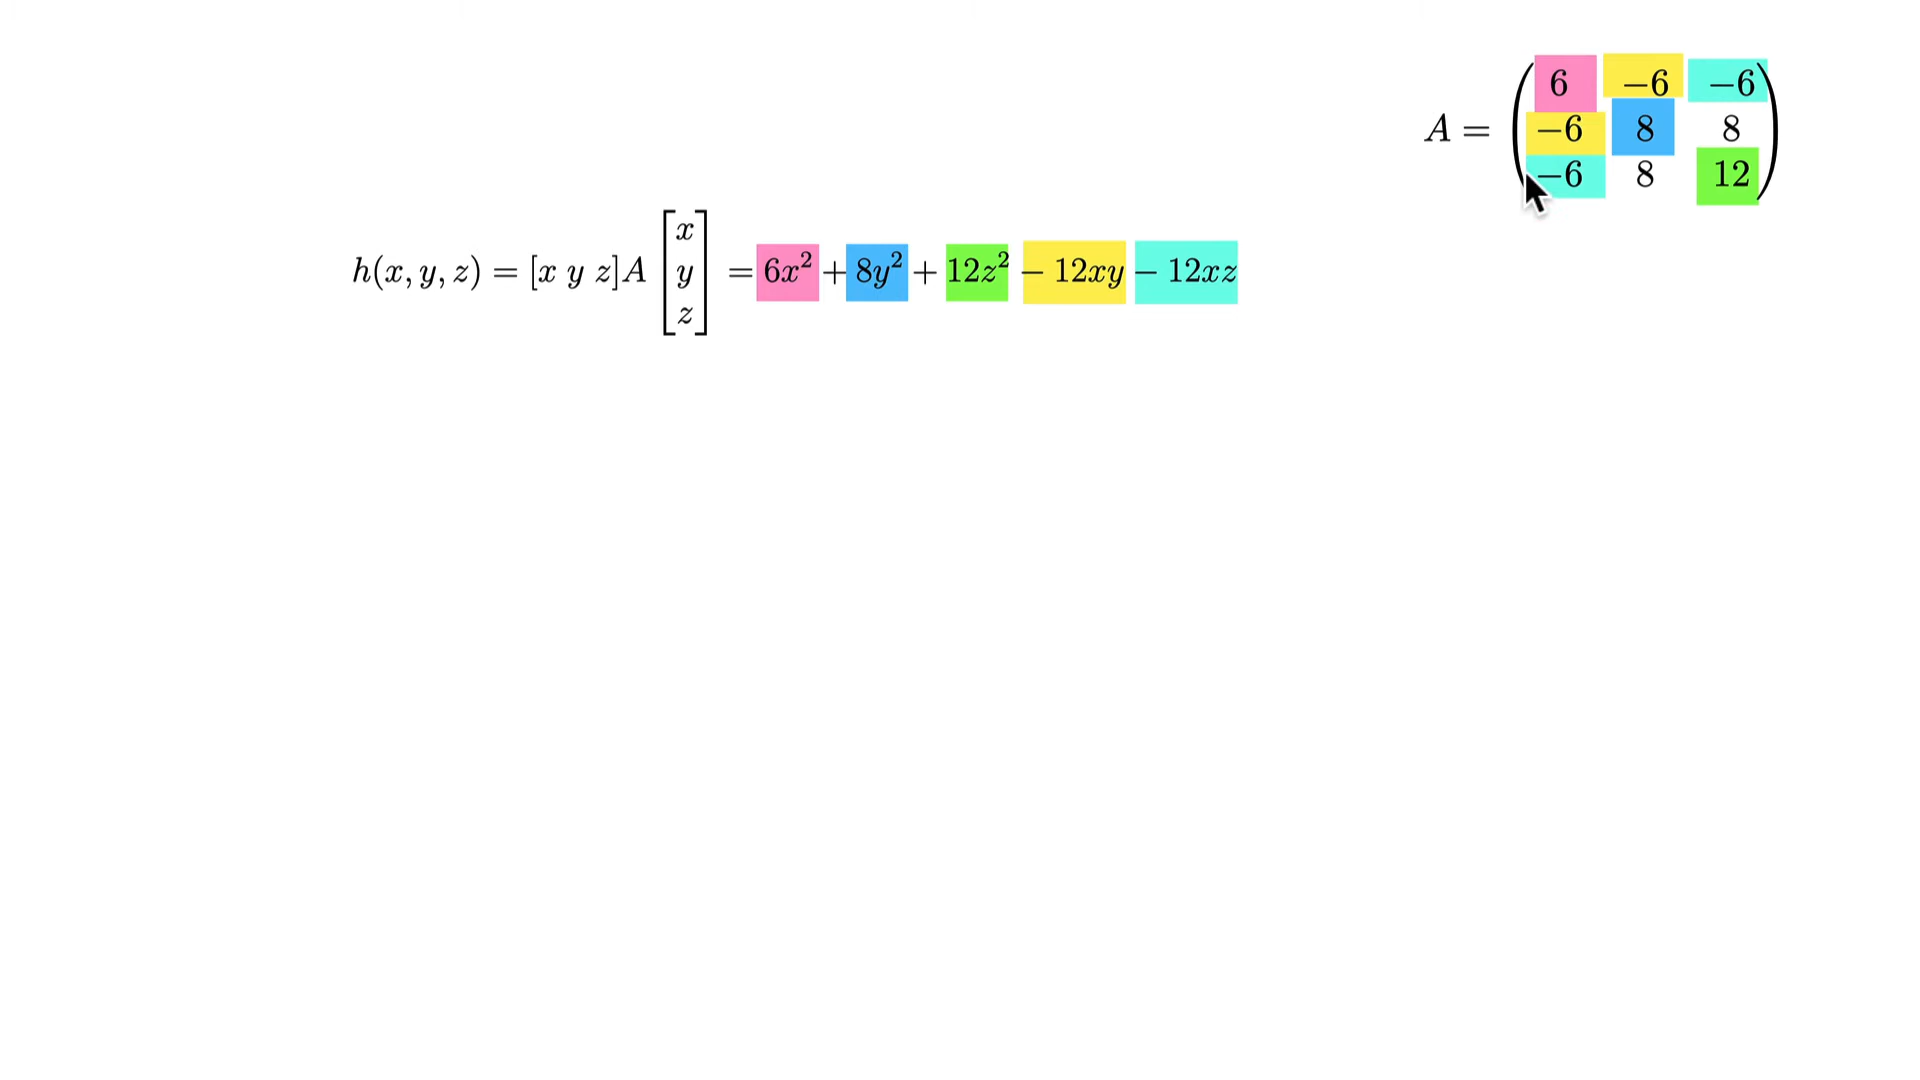 A = ( 6 −6 −6
−6 8 8
−6 8 12 )
h(x, y, z) = [x y z]A [x y z] = 6x² + 8y² + 12z² − 12xy − 12xz